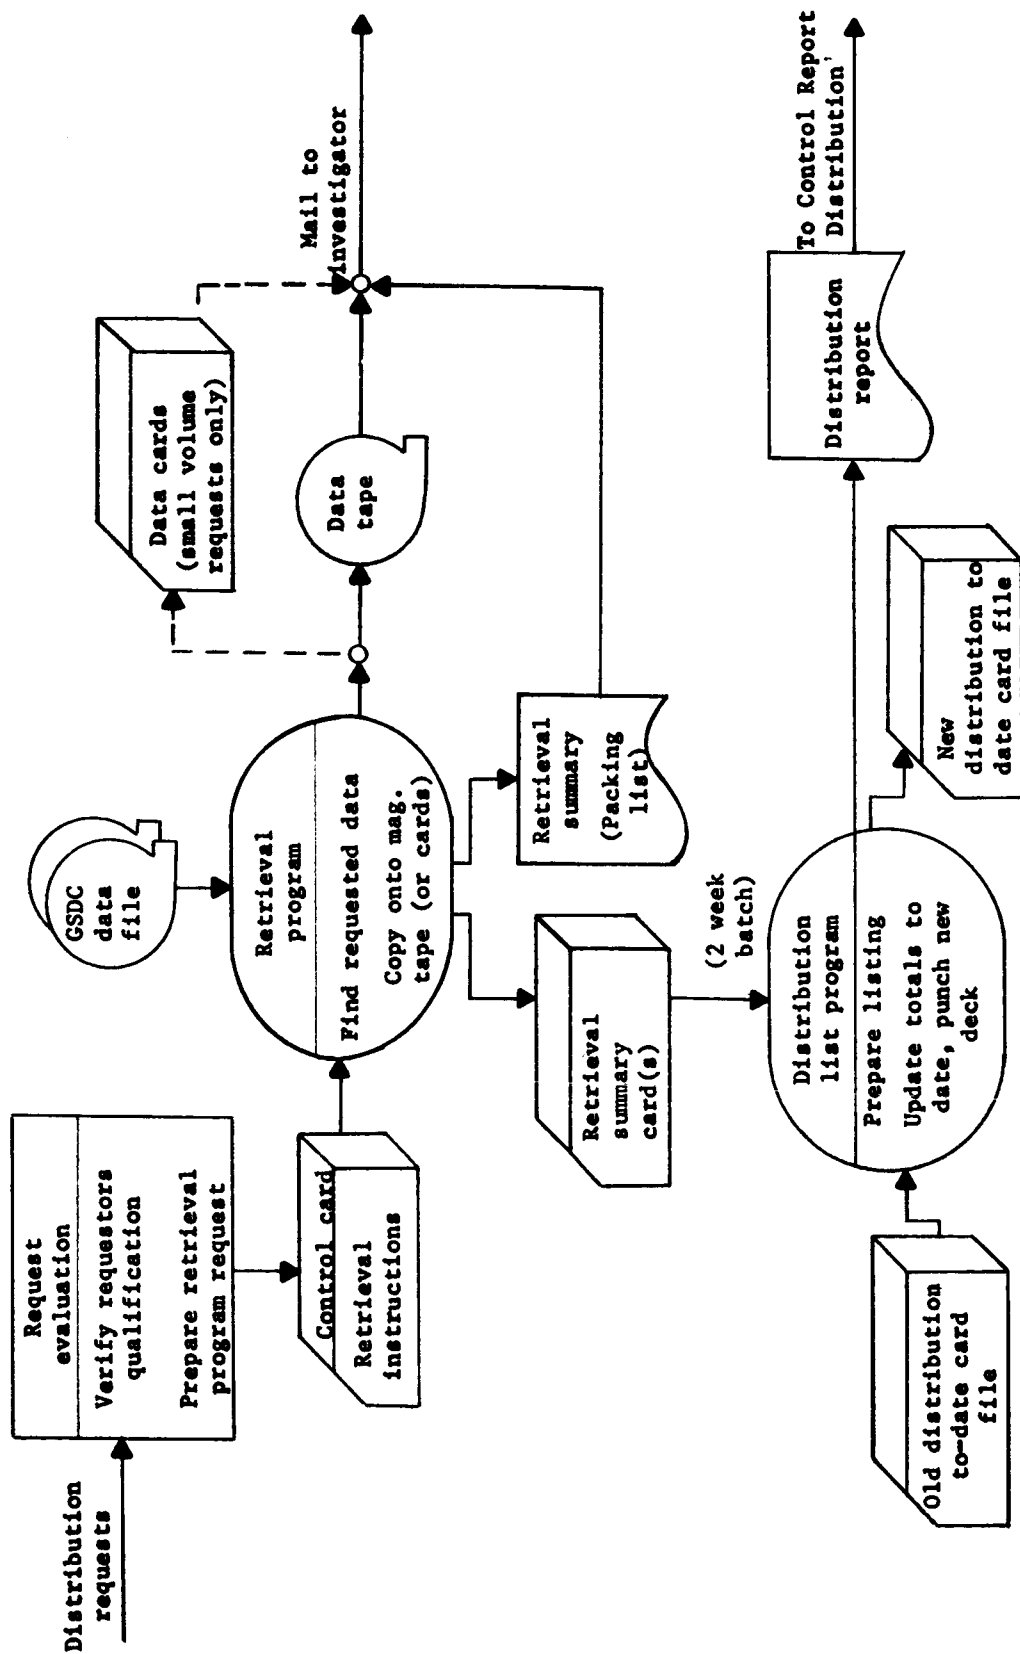 Distribution
requests
Request
evaluation
Verify requestors
qualification
Prepare retrieval
program request
Control card
Retrieval
instructions
GSDC
data
file
Retrieval
program
Find requested data
Copy onto mag.
tape (or cards)
Data cards
(small volume
requests only)
Data
tape
Mail to
investigator
Retrieval
summary
(Packing
list)
Retrieval
summary
card(s)
(2 week
batch)
Old distribution
to-date card
file
Distribution
list program
Prepare listing
Update totals to
date, punch new
deck
New
distribution to
date card file
Distribution
report
To Control Report
Distribution'